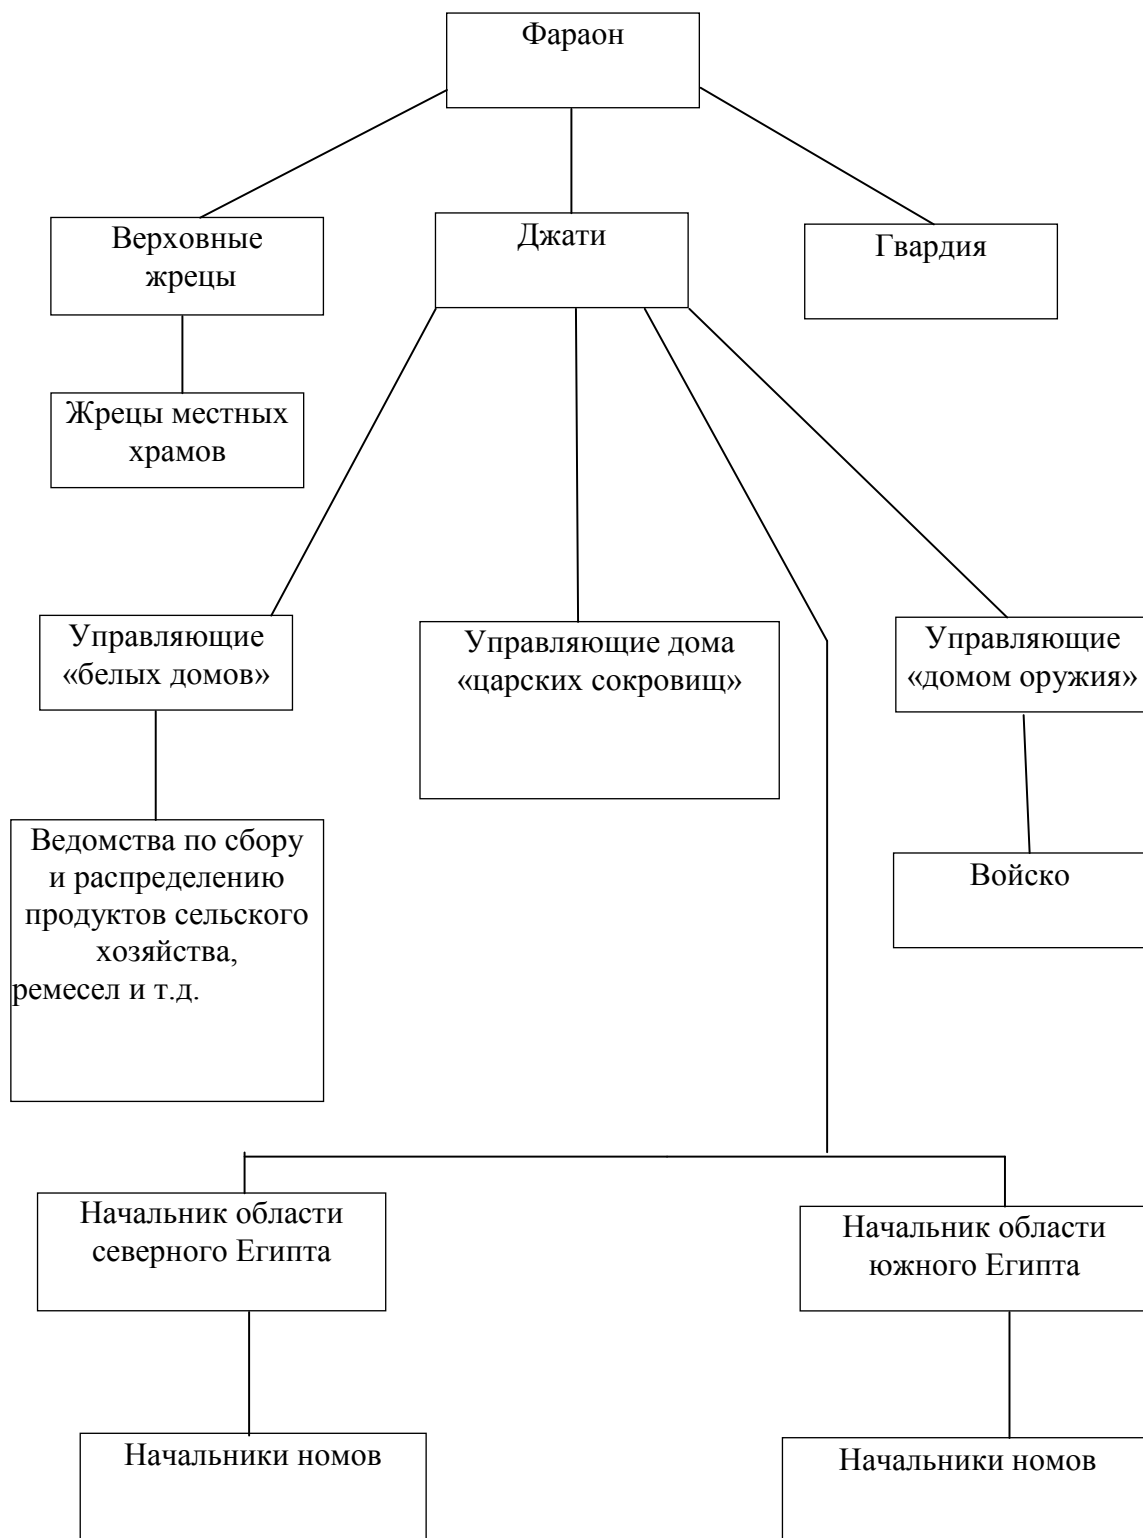 Фараон
Верховные
жрецы
Джати
Гвардия
Жрецы местных
храмов
Управляющие
«белых домов»
Управляющие дома
«царских сокровищ»
Управляющие
«домом оружия»
Ведомства по сбору
и распределению
продуктов сельского
хозяйства,
ремесел и т.д.
Войско
Начальник области
северного Египта
Начальник области
южного Египта
Начальники номов
Начальники номов